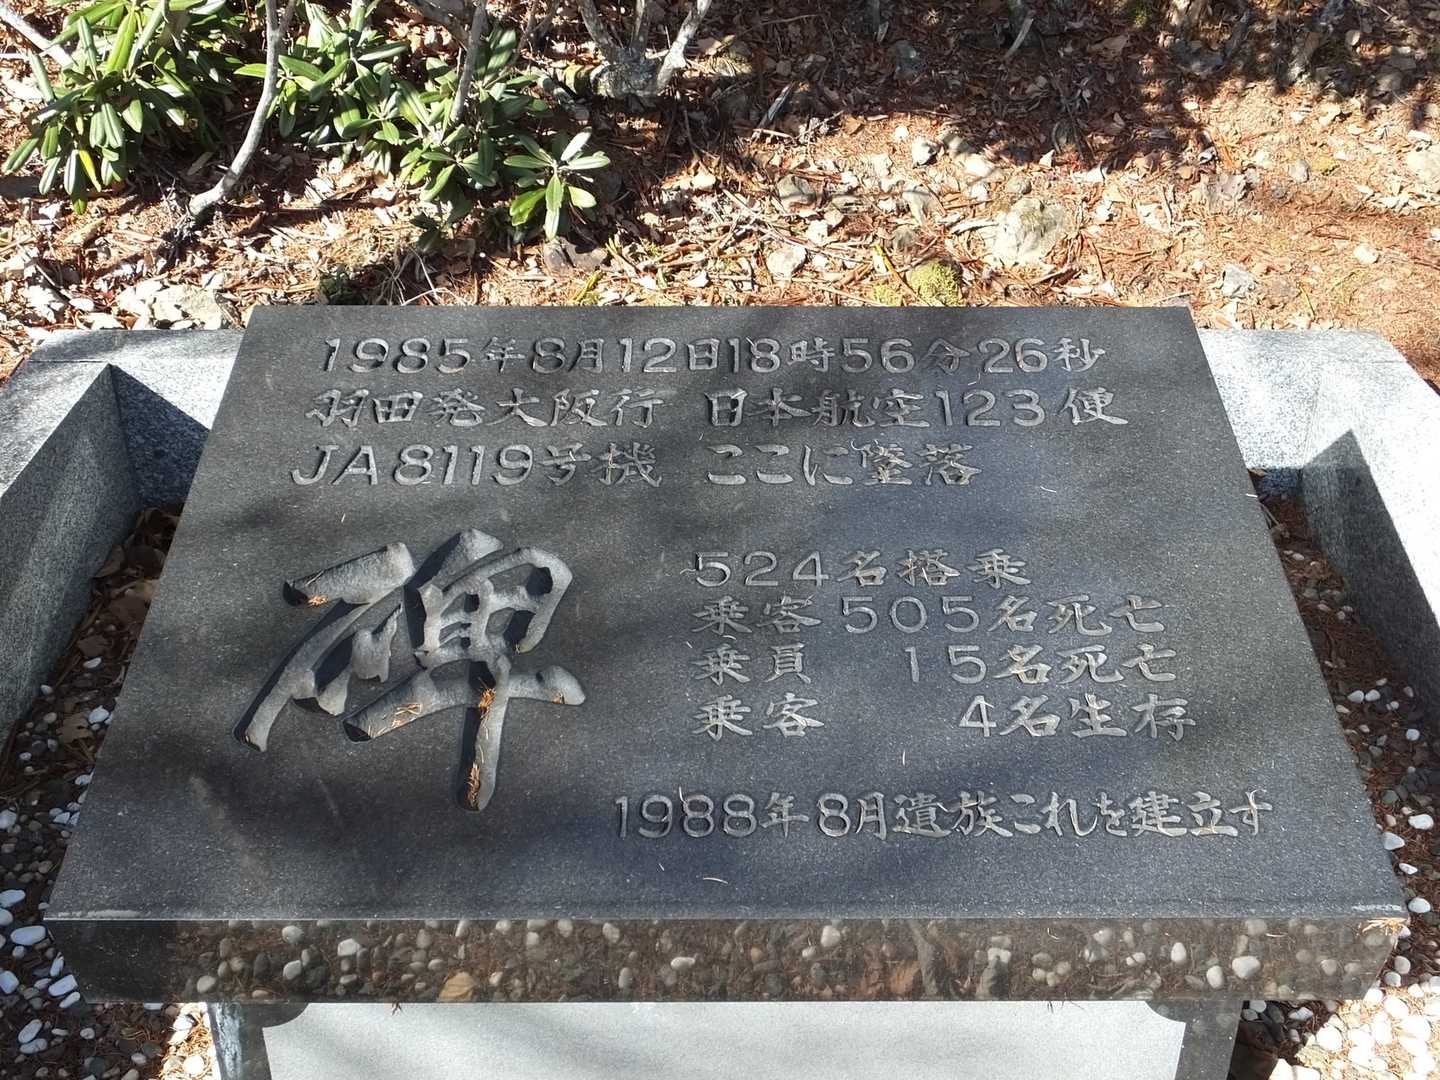 1985年8月12日18時56分26秒
羽田発大阪行 日本航空123便
JA8119号機 ここに墜落
碑
524名搭乗
乗客505名死亡
乗員 15名死亡
乗客 4名生存
1988年8月遺族これを建立す